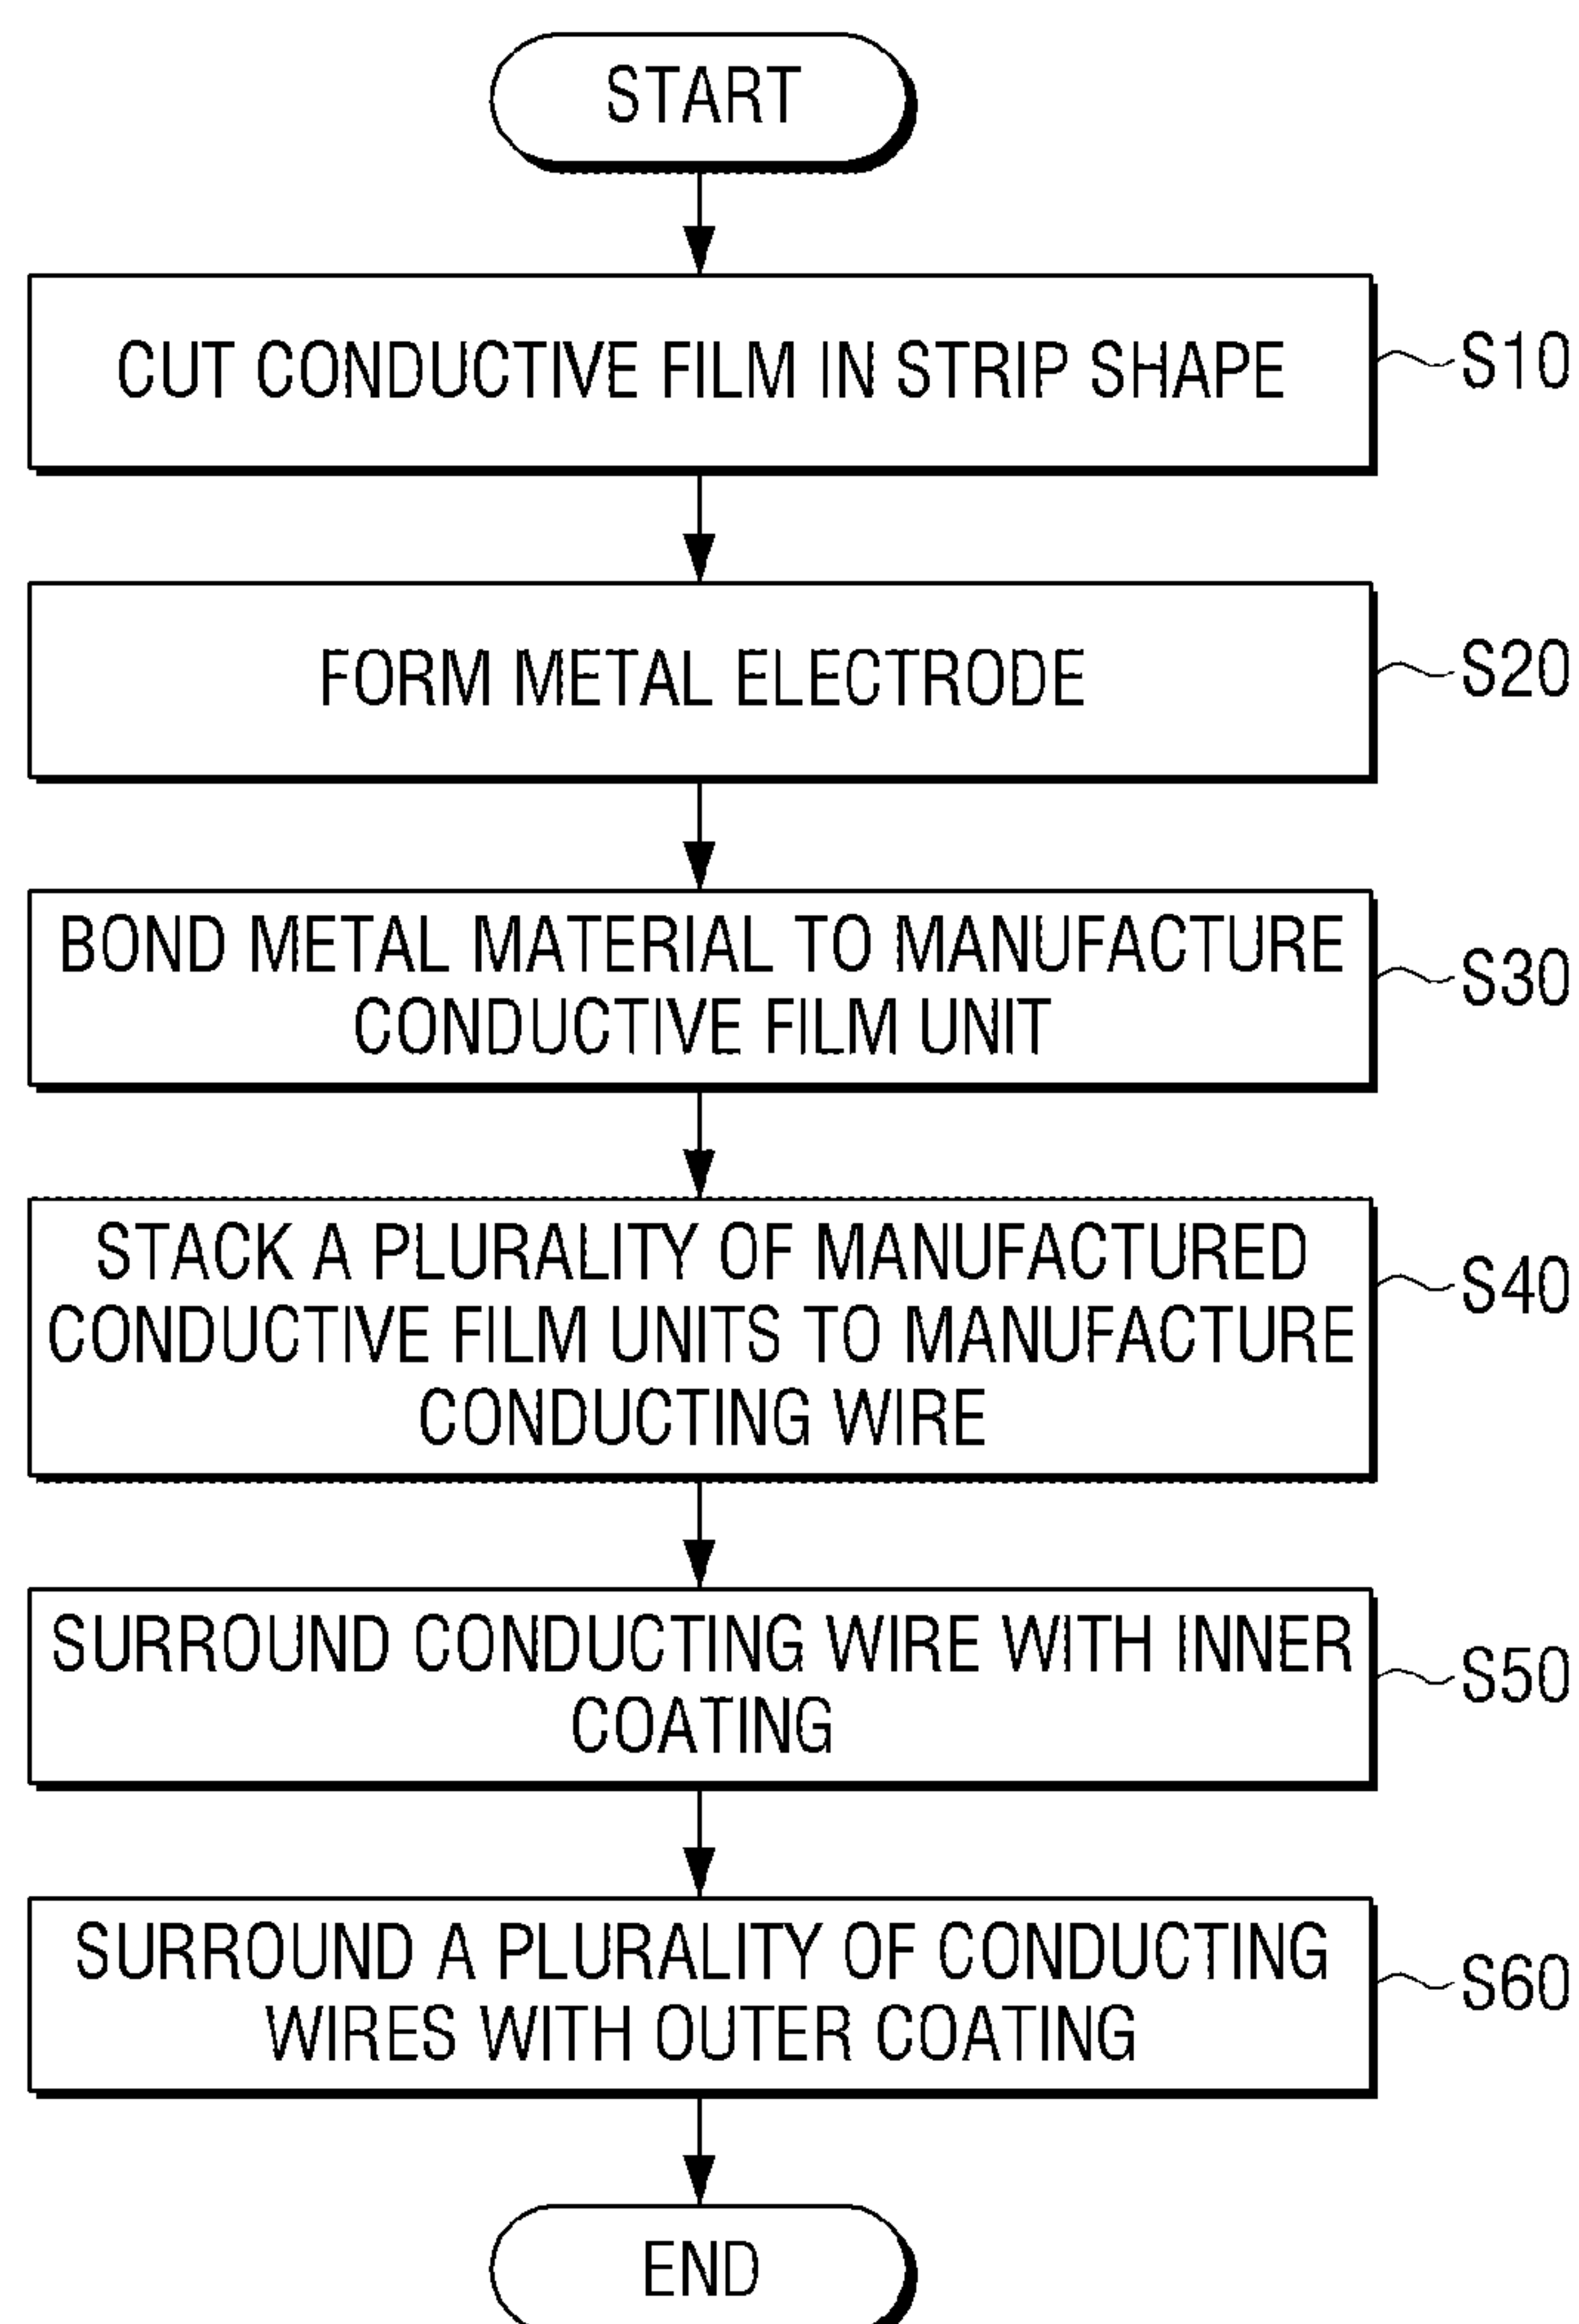 START
CUT CONDUCTIVE FILM IN STRIP SHAPE
S10
FORM METAL ELECTRODE
S20
BOND METAL MATERIAL TO MANUFACTURE
CONDUCTIVE FILM UNIT
S30
STACK A PLURALITY OF MANUFACTURED
CONDUCTIVE FILM UNITS TO MANUFACTURE
CONDUCTING WIRE
S40
SURROUND CONDUCTING WIRE WITH INNER
COATING
S50
SURROUND A PLURALITY OF CONDUCTING
WIRES WITH OUTER COATING
S60
END